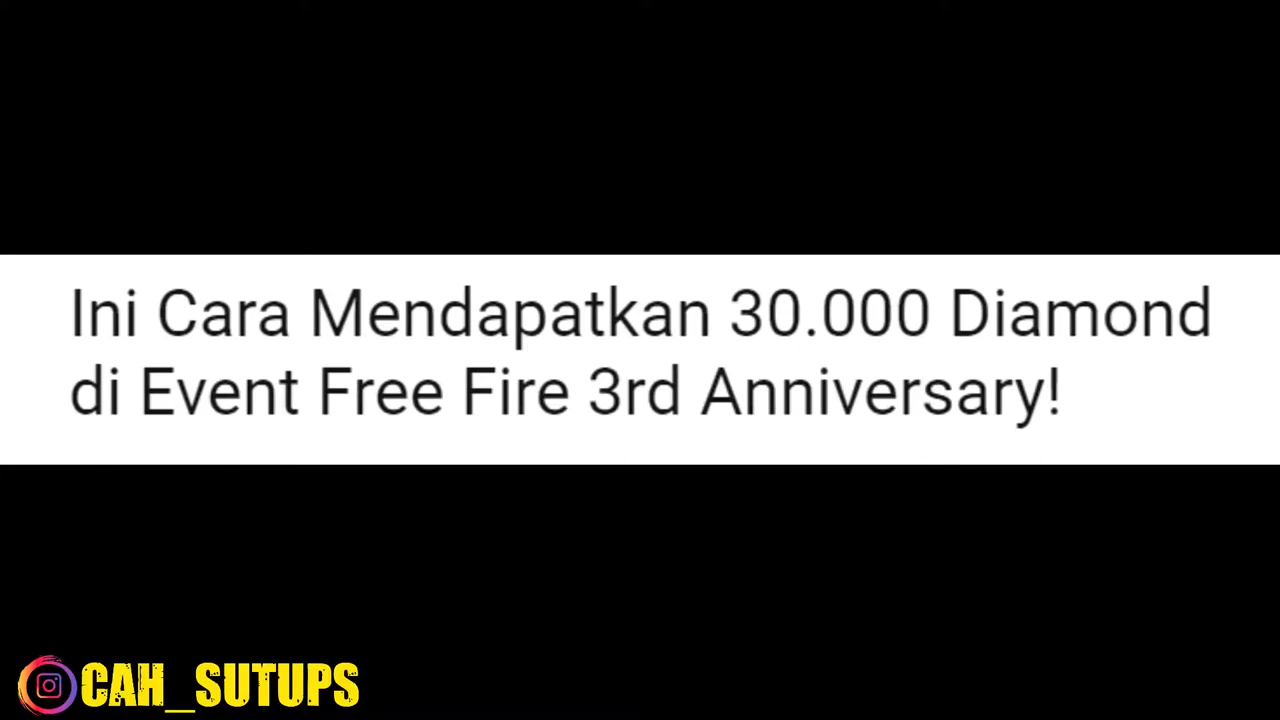 Ini Cara Mendapatkan 30.000 Diamond
di Event Free Fire 3rd Anniversary!
CAH_SUTUPS